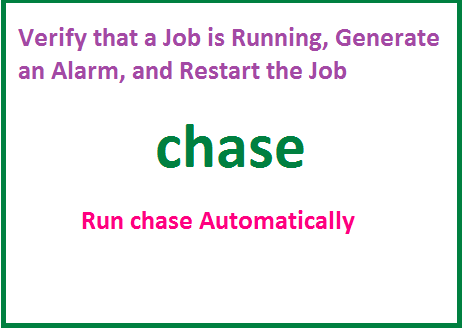 Verify that a Job is Running, Generate
an Alarm, and Restart the Job
chase
Run chase Automatically